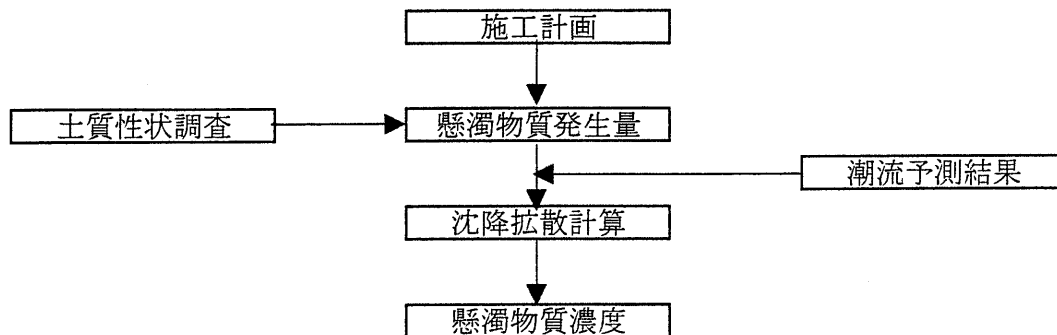 施工計画
土質性状調査
懸濁物質発生量
潮流予測結果
沈降拡散計算
懸濁物質濃度